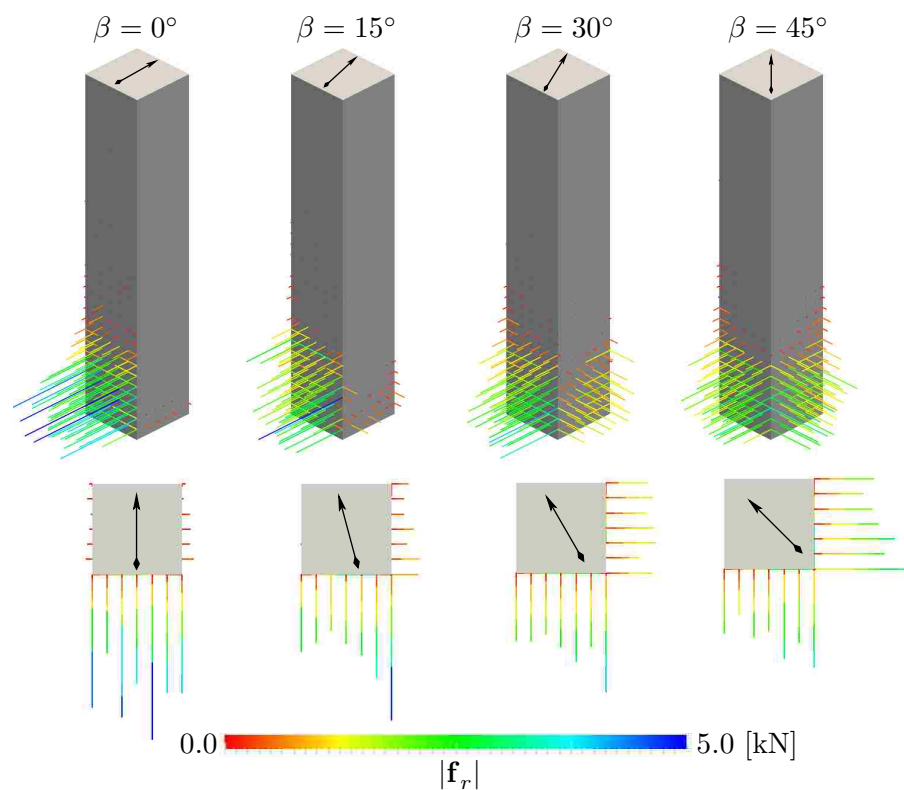 β = 0° β = 15° β = 30° β = 45°
0.0 5.0 [kN]
|f_r|